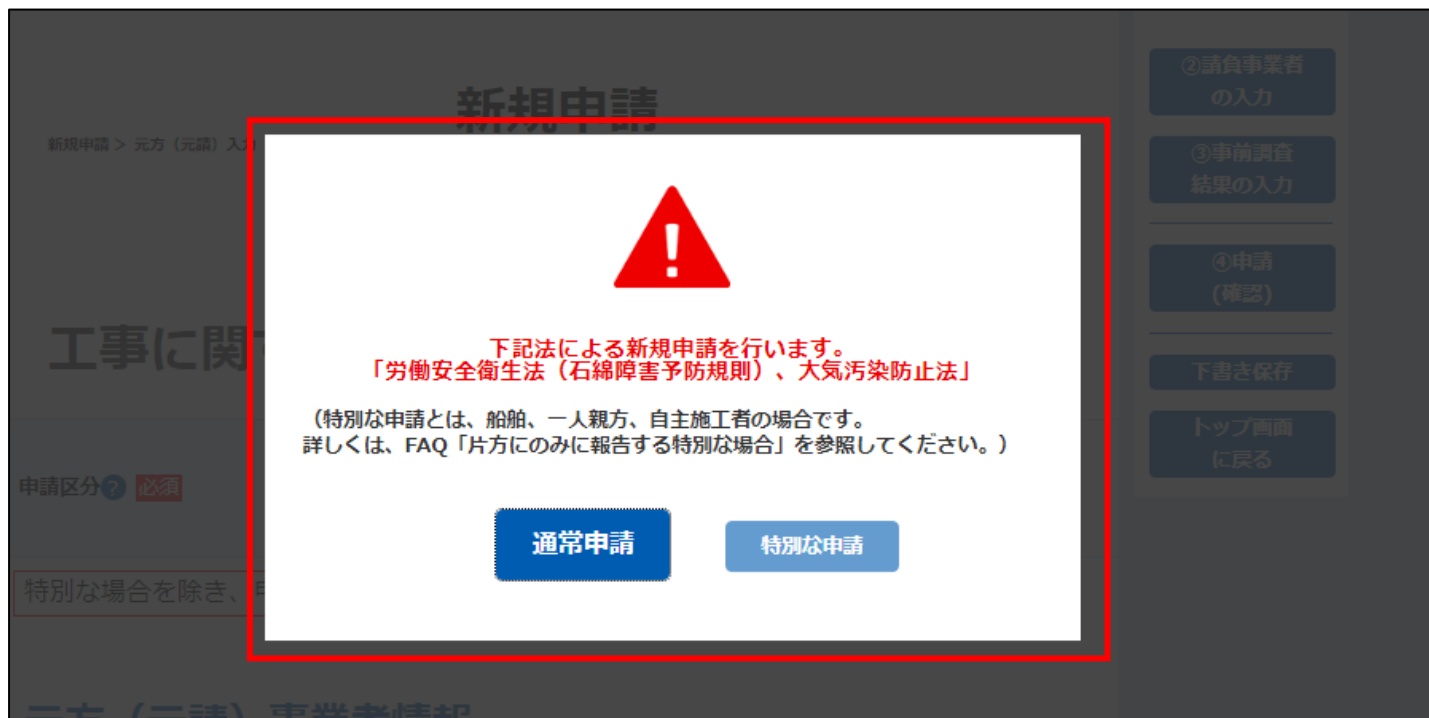 新規申請
新規申請 > 元方（元請）入力
②請負事業者
の入力
③事前調査
結果の入力
④申請
(確認)
下書き保存
トップ画面
に戻る
工事に関
下記法による新規申請を行います。
「労働安全衛生法（石綿障害予防規則）、大気汚染防止法」
（特別な申請とは、船舶、一人親方、自主施工者の場合です。
詳しくは、FAQ「片方にのみに報告する特別な場合」を参照してください。）
通常申請
特別な申請
申請区分 ? 必須
特別な場合を除き、
元方（元請）事業者情報